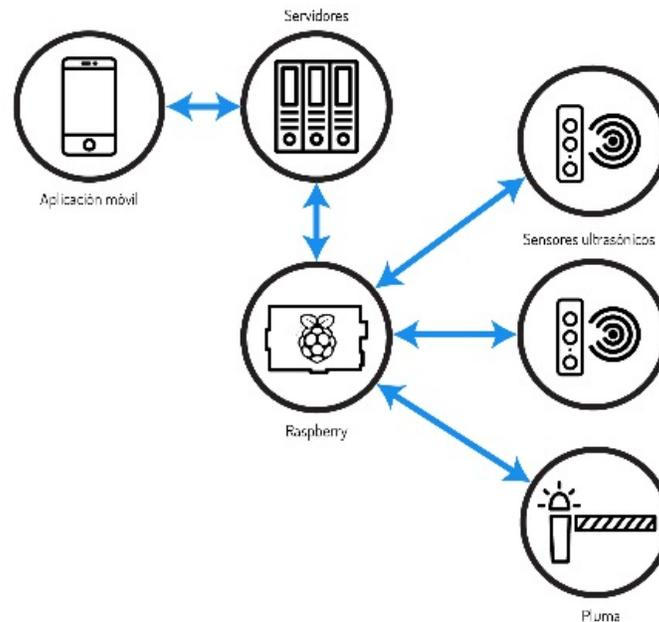 Servidores
Aplicación móvil
Sensores ultrasónicos
Raspberry
Pluma